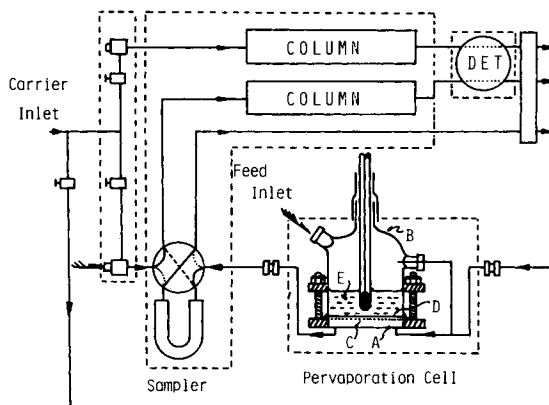 COLUMN
DET
COLUMN
Carrier
Inlet
Feed
Inlet
B
E
D
C
A
Sampler
Pervaporation Cell